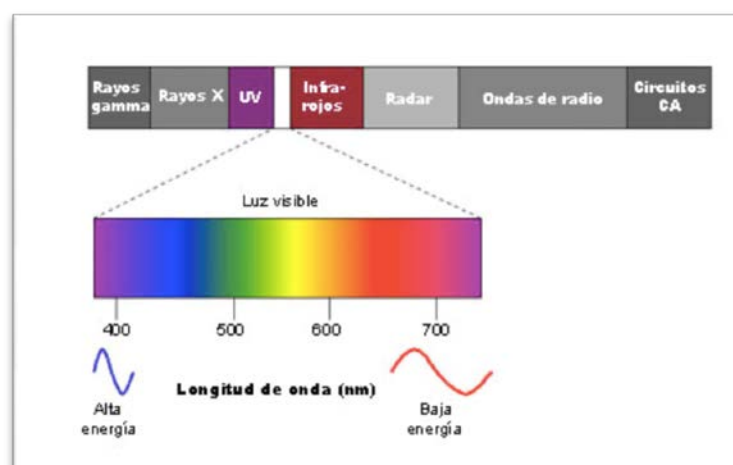 Rayos gamma
Rayos X
UV
Infra-
rojos
Radar
Ondas de radio
Circuitos
CA
Luz visible
400 500 600 700
Longitud de onda (nm)
Alta
energía
Baja
energía